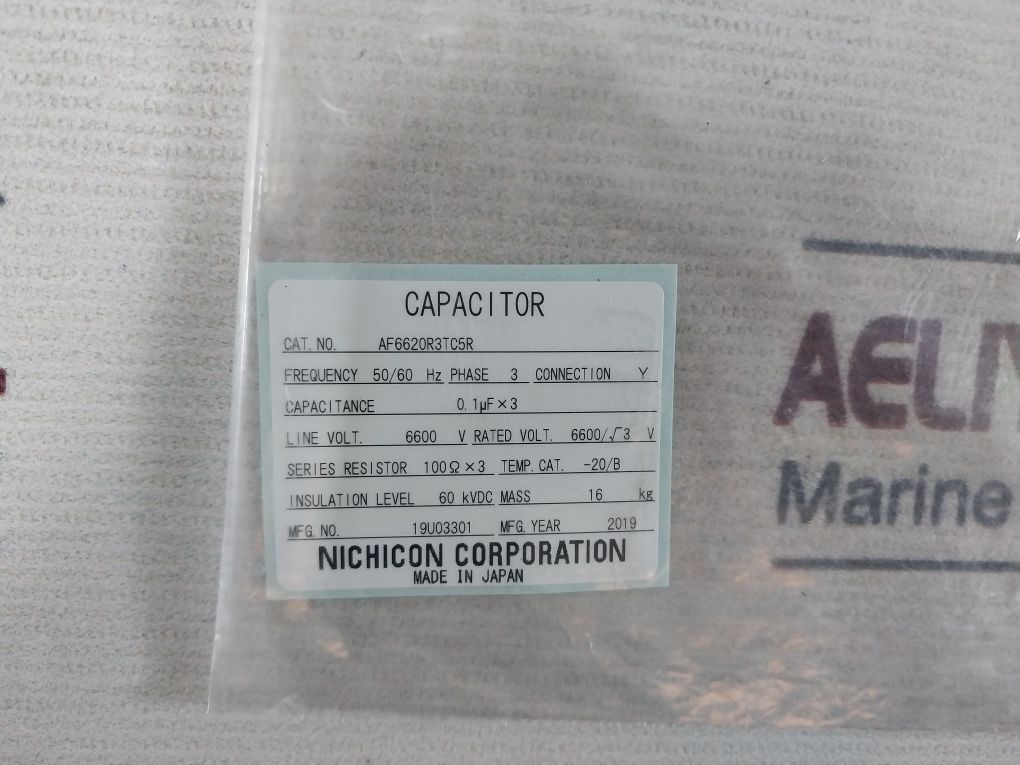 CAPACITOR
CAT. NO. AF6620R3TC5R
FREQUENCY 50/60 Hz PHASE 3 CONNECTION Y
CAPACITANCE 0.1μF×3
LINE VOLT. 6600 V RATED VOLT. 6600/√3 V
SERIES RESISTOR 100Ω×3 TEMP. CAT. -20/B
INSULATION LEVEL 60 kVDC MASS 16 kg
MFG. NO. 19U03301 MFG. YEAR 2019
NICHICON CORPORATION
MADE IN JAPAN
Marine